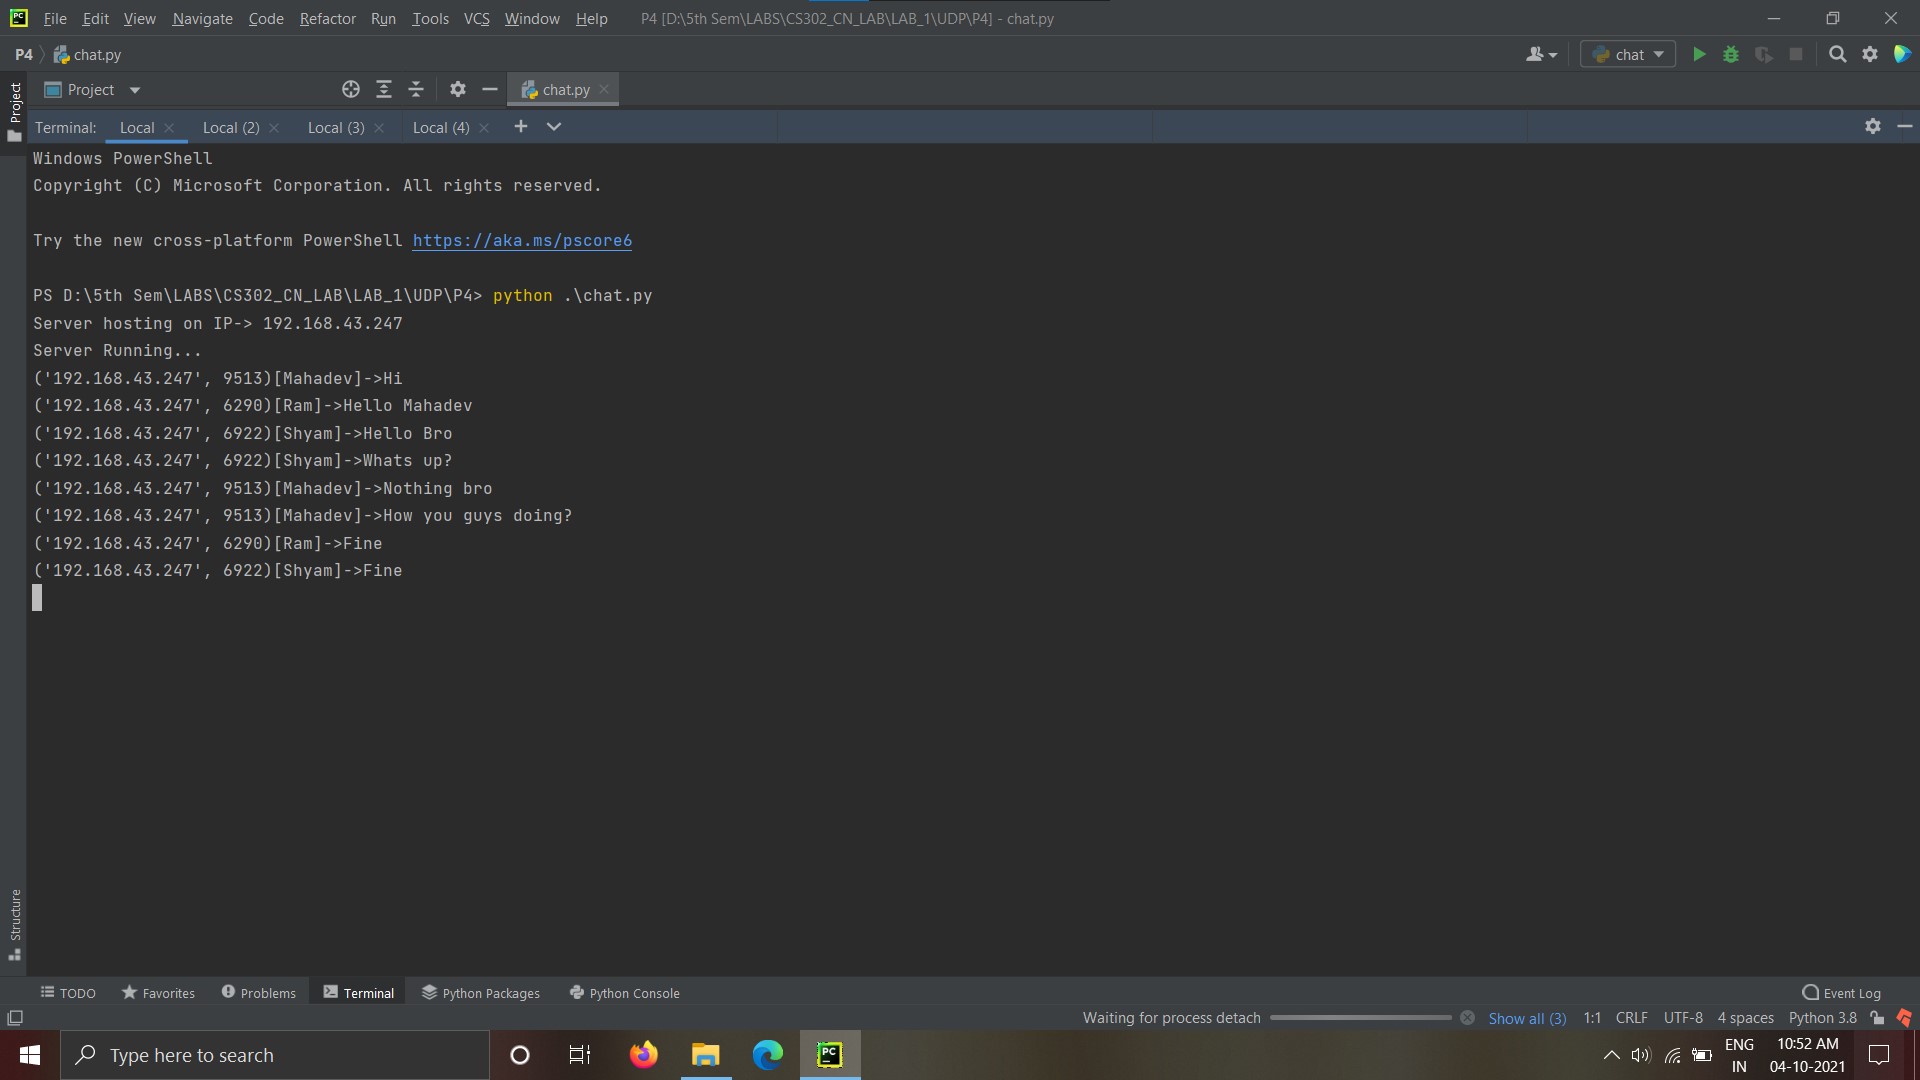 File Edit View Navigate Code Refactor Run Tools VCS Window Help P4 [D:\5th Sem\LABS\CS302_CN_LAB\LAB_1\UDP\P4] - chat.py
P4 chat.py chat
Project chat.py
Project
Terminal: Local Local (2) Local (3) Local (4)
Windows PowerShell
Copyright (C) Microsoft Corporation. All rights reserved.
Try the new cross-platform PowerShell https://aka.ms/pscore6
PS D:\5th Sem\LABS\CS302_CN_LAB\LAB_1\UDP\P4> python .\chat.py
Server hosting on IP-> 192.168.43.247
Server Running...
('192.168.43.247', 9513)[Mahadev]->Hi
('192.168.43.247', 6290)[Ram]->Hello Mahadev
('192.168.43.247', 6922)[Shyam]->Hello Bro
('192.168.43.247', 6922)[Shyam]->Whats up?
('192.168.43.247', 9513)[Mahadev]->Nothing bro
('192.168.43.247', 9513)[Mahadev]->How you guys doing?
('192.168.43.247', 6290)[Ram]->Fine
('192.168.43.247', 6922)[Shyam]->Fine
Structure
TODO Favorites Problems Terminal Python Packages Python Console Event Log
Waiting for process detach Show all (3) 1:1 CRLF UTF-8 4 spaces Python 3.8
Type here to search PC ENG 10:52 AM
IN 04-10-2021